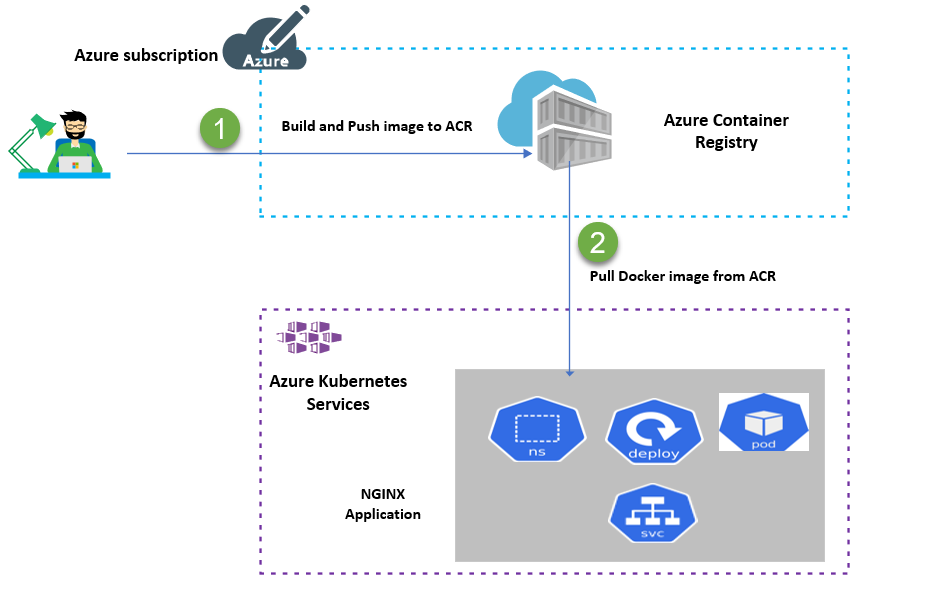 Azure subscription
Azure
1
Build and Push image to ACR
Azure Container
Registry
2
Pull Docker image from ACR
Azure Kubernetes
Services
ns
deploy
pod
NGINX
Application
svc